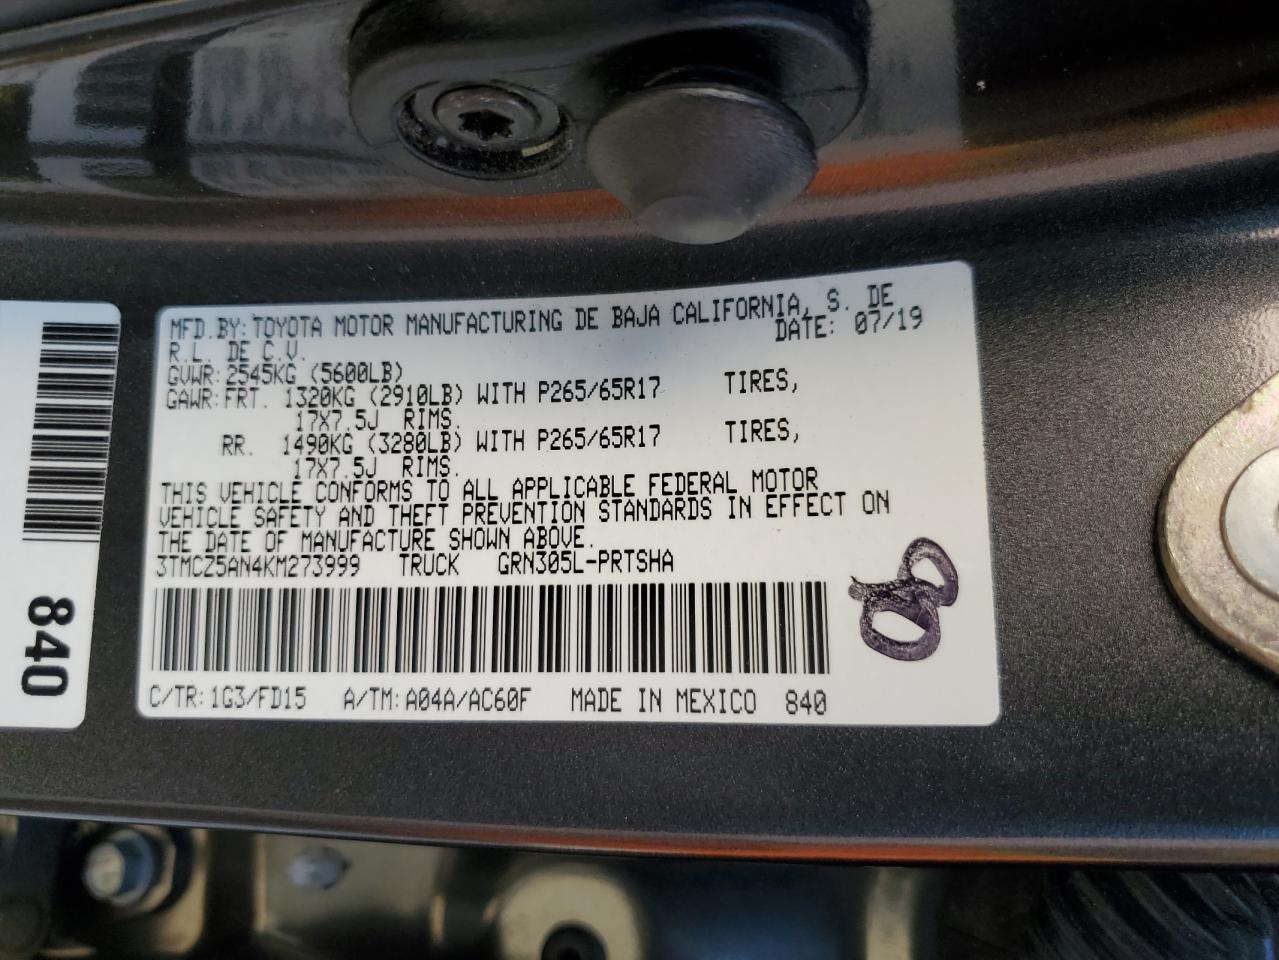 MFD.BY: TOYOTA MOTOR MANUFACTURING DE BAJA CALIFORNIA, S. DE
R.L. DE C.V. DATE: 07/19
GVWR: 2545KG (5600LB)
GAWR: FRT. 1320KG (2910LB) WITH P265/65R17 TIRES,
17X7.5J RIMS.
RR. 1490KG (3280LB) WITH P265/65R17 TIRES,
17X7.5J RIMS.
THIS VEHICLE CONFORMS TO ALL APPLICABLE FEDERAL MOTOR
VEHICLE SAFETY AND THEFT PREVENTION STANDARDS IN EFFECT ON
THE DATE OF MANUFACTURE SHOWN ABOVE.
3TMCZ5AN4KM273999 TRUCK GRN305L-PRTSHA
C/TR: 1G3/FD15 A/TM: A04A/AC60F MADE IN MEXICO 840
840